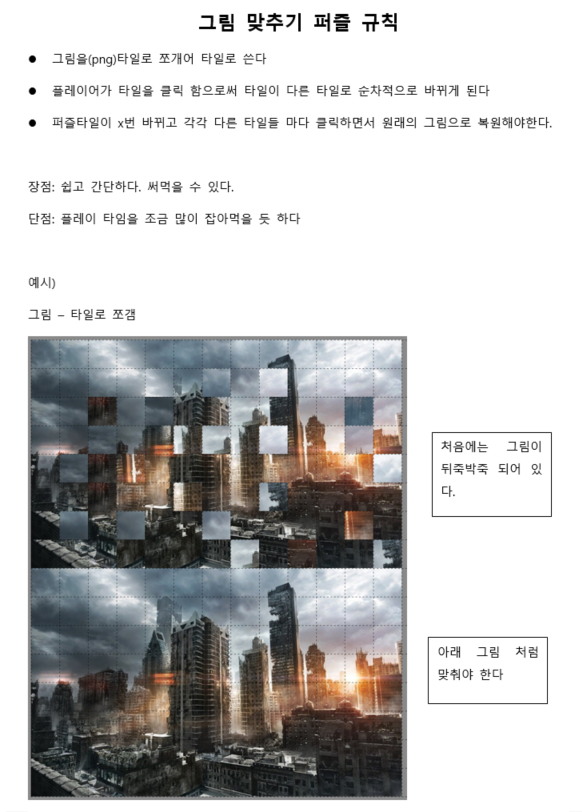 그림 맞추기 퍼즐 규칙
● 그림을(png)타일로 쪼개어 타일로 쓴다
● 플레이어가 타일을 클릭 함으로써 타일이 다른 타일로 순차적으로 바뀌게 된다
● 퍼즐타일이 x번 바뀌고 각각 다른 타일들 마다 클릭하면서 원래의 그림으로 복원해야한다.
장점: 쉽고 간단하다. 써먹을 수 있다.
단점: 플레이 타임을 조금 많이 잡아먹을 듯 하다
예시)
그림 – 타일로 쪼갬
처음에는 그림이
뒤죽박죽 되어 있
다.
아래 그림 처럼
맞춰야 한다